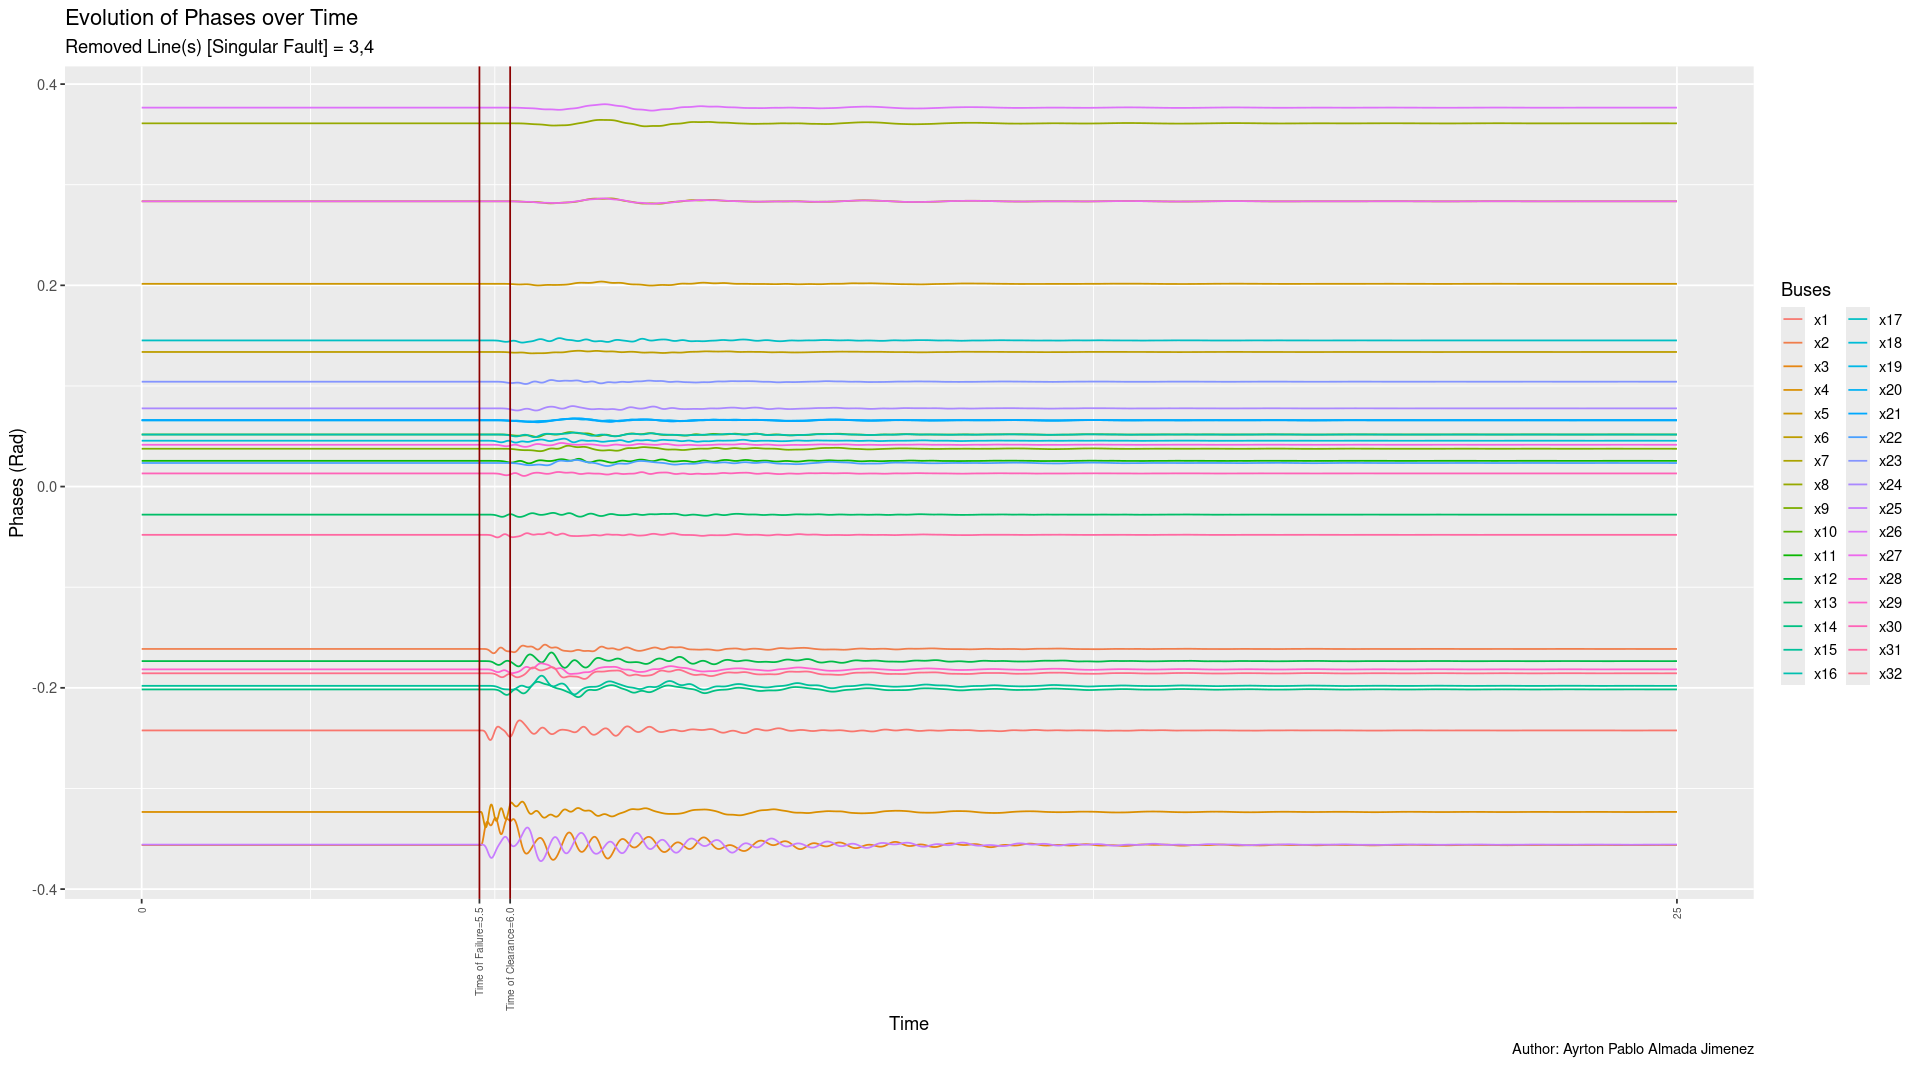 Evolution of Phases over Time
Removed Line(s) [Singular Fault] = 3,4
Phases (Rad)
0.4
0.2
0.0
-0.2
-0.4
0
Time of Failure=5.5
Time of Clearance=6.0
25
Time
Buses
x1 x17
x2 x18
x3 x19
x4 x20
x5 x21
x6 x22
x7 x23
x8 x24
x9 x25
x10 x26
x11 x27
x12 x28
x13 x29
x14 x30
x15 x31
x16 x32
Author: Ayrton Pablo Almada Jimenez